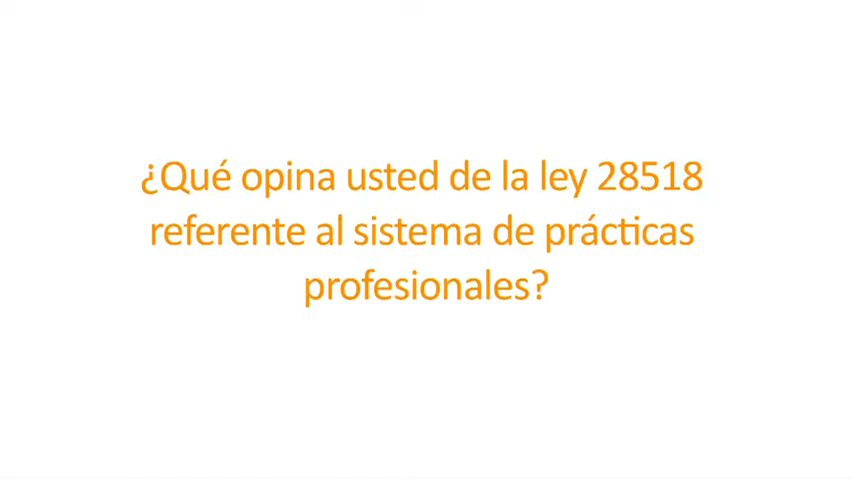 ¿Qué opina usted de la ley 28518
referente al sistema de prácticas
profesionales?